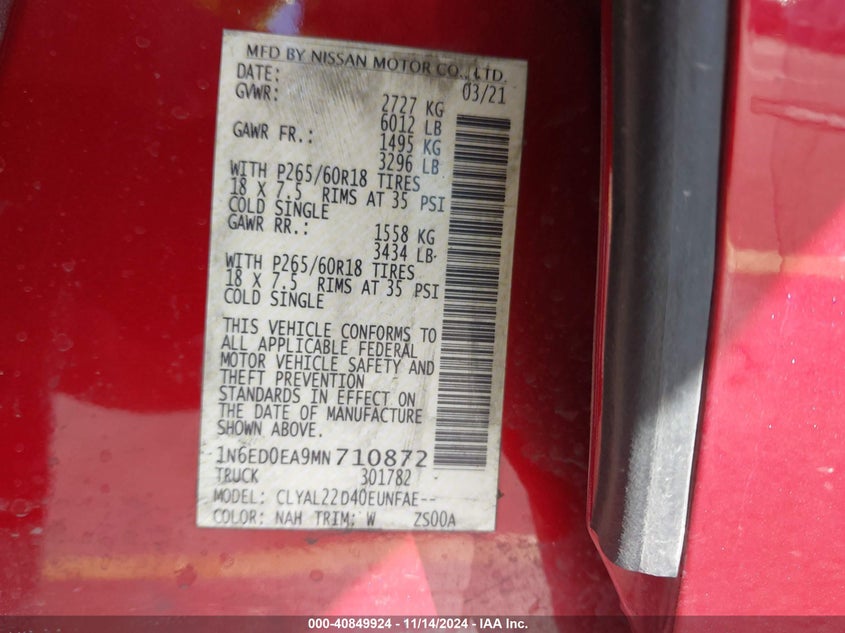 MFD BY NISSAN MOTOR CO., LTD.
DATE: 03/21
GVWR: 2727 KG
6012 LB
GAWR FR.: 1495 KG
3296 LB
WITH P265/60R18 TIRES
18 X 7.5 RIMS AT 35 PSI
COLD SINGLE
GAWR RR.: 1558 KG
3434 LB
WITH P265/60R18 TIRES
18 X 7.5 RIMS AT 35 PSI
COLD SINGLE
THIS VEHICLE CONFORMS TO
ALL APPLICABLE FEDERAL
MOTOR VEHICLE SAFETY AND
THEFT PREVENTION
STANDARDS IN EFFECT ON
THE DATE OF MANUFACTURE
SHOWN ABOVE.
1N6ED0EA9MN710872
TRUCK 301782
MODEL: CLYAL22D40EUNFAE--
COLOR: NAH TRIM: W ZS00A
000-40849924 - 11/14/2024 - IAA Inc.